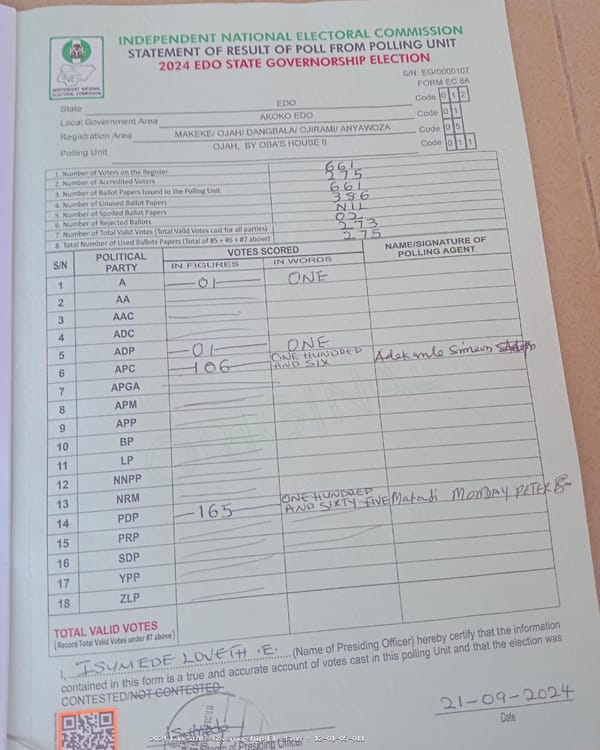 INDEPENDENT NATIONAL ELECTORAL COMMISSION
STATEMENT OF RESULT OF POLL FROM POLLING UNIT
2024 EDO STATE GOVERNORSHIP ELECTION
INEC
INDEPENDENT NATIONAL
ELECTORAL COMMISSION
S/N EG/0000107
FORM EC 8A
State EDO Code 0 1 2
Local Government Area AKOKO EDO Code 0 1
Registration Area MAKEKE/ OJAH/ DANGBALA/ OJIRAMI/ ANYAWOZA Code 0 5
Polling Unit OJAH, BY OBA'S HOUSE II Code 0 1 1
1. Number of Voters on the Register 661
2. Number of Accredited Voters 275
3. Number of Ballot Papers Issued to the Polling Unit 661
4. Number of Unused Ballot Papers 386
5. Number of Spoiled Ballot Papers NIL
6. Number of Rejected Ballots 02
7. Number of Total Valid Votes (Total Valid Votes cast for all parties) 273
8. Total Number of Used Ballots Papers (Total of #5 + #6 + #7 above) 275
S/N POLITICAL PARTY VOTES SCORED NAME/SIGNATURE OF POLLING AGENT
IN FIGURES IN WORDS
1 A 01 ONE
2 AA
3 AAC
4 ADC
5 ADP 01 ONE
6 APC 106 ONE HUNDRED AND SIX Adekunle Simeon
7 APGA
8 APM
9 APP
10 BP
11 LP
12 NNPP
13 NRM
14 PDP 165 ONE HUNDRED AND SIXTY-FIVE MONDAY PETER
15 PRP
16 SDP
17 YPP
18 ZLP
TOTAL VALID VOTES
(Record Total Valid Votes under #7 above)
I, ISUMEDE LOVETH .E. (Name of Presiding Officer) hereby certify that the information
contained in this form is a true and accurate account of votes cast in this polling Unit and that the election was
CONTESTED/NOT CONTESTED
21-09-2024
Date
2024 Edo State Governorship Election - 12-01-05-011
of Presiding Officer